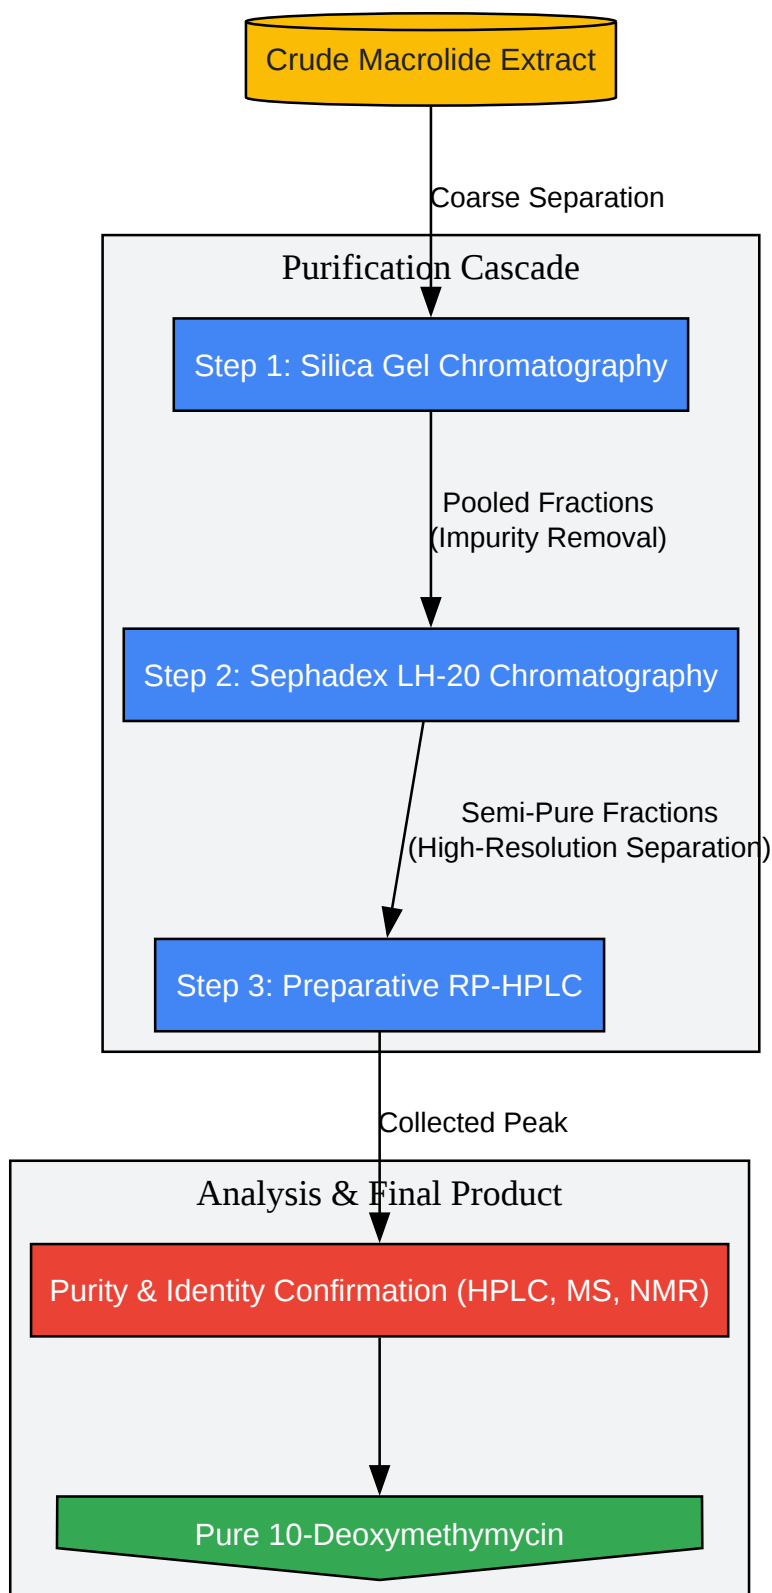 Crude Macrolide Extract
Coarse Separation
Purification Cascade
Step 1: Silica Gel Chromatography
Pooled Fractions
(Impurity Removal)
Step 2: Sephadex LH-20 Chromatography
Semi-Pure Fractions
(High-Resolution Separation)
Step 3: Preparative RP-HPLC
Collected Peak
Analysis & Final Product
Purity & Identity Confirmation (HPLC, MS, NMR)
Pure 10-Deoxymethymycin